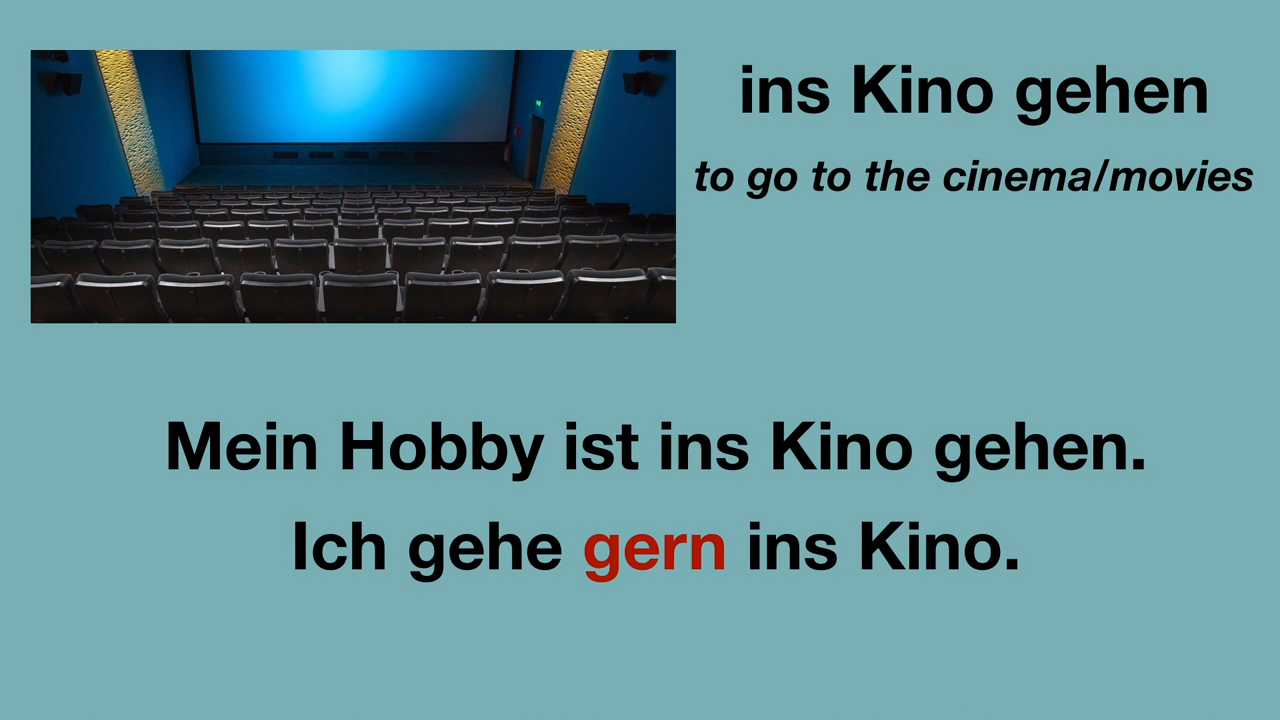 ins Kino gehen
to go to the cinema/movies
Mein Hobby ist ins Kino gehen.
Ich gehe gern ins Kino.